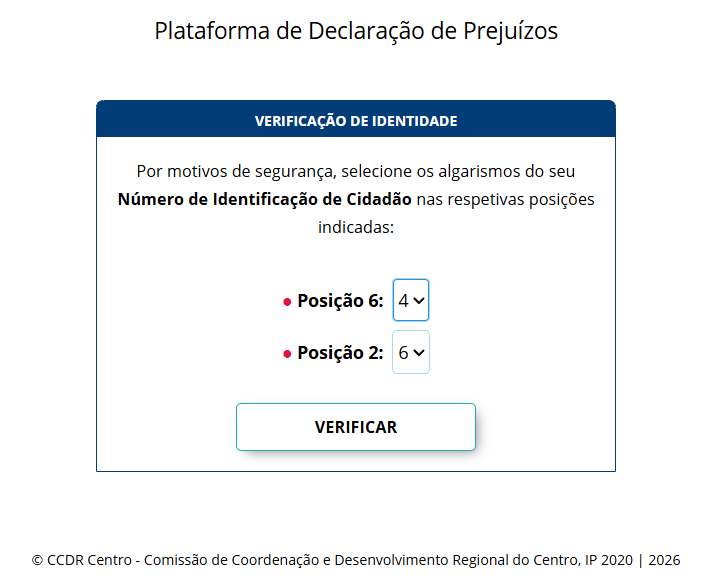 Plataforma de Declaração de Prejuízos
VERIFICAÇÃO DE IDENTIDADE
Por motivos de segurança, selecione os algarismos do seu
Número de Identificação de Cidadão nas respetivas posições
indicadas:
● Posição 6: 4
● Posição 2: 6
VERIFICAR
© CCDR Centro - Comissão de Coordenação e Desenvolvimento Regional do Centro, IP 2020 | 2026